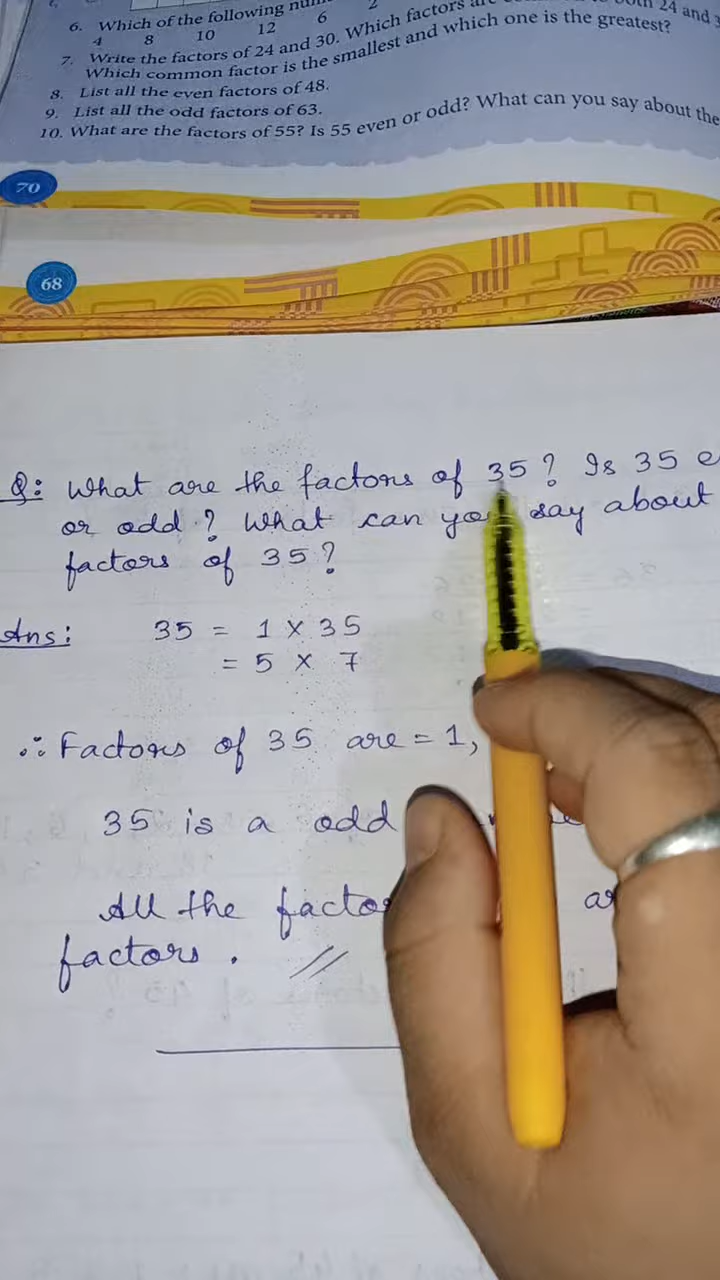 6. Which of the following
4 8 10 12 6 2
7. Write the factors of 24 and 30. Which factors both 24 and
Which common factor is the smallest and which one is the greatest?
8. List all the even factors of 48.
9. List all the odd factors of 63.
10. What are the factors of 55? Is 55 even or odd? What can you say about the
70
68
Q: What are the factors of 35? Is 35
or odd? What can you say about
factors of 35?
Ans: 35 = 1 × 35
= 5 × 7
∴ Factors of 35 are = 1,
35 is a odd
All the
factors. //